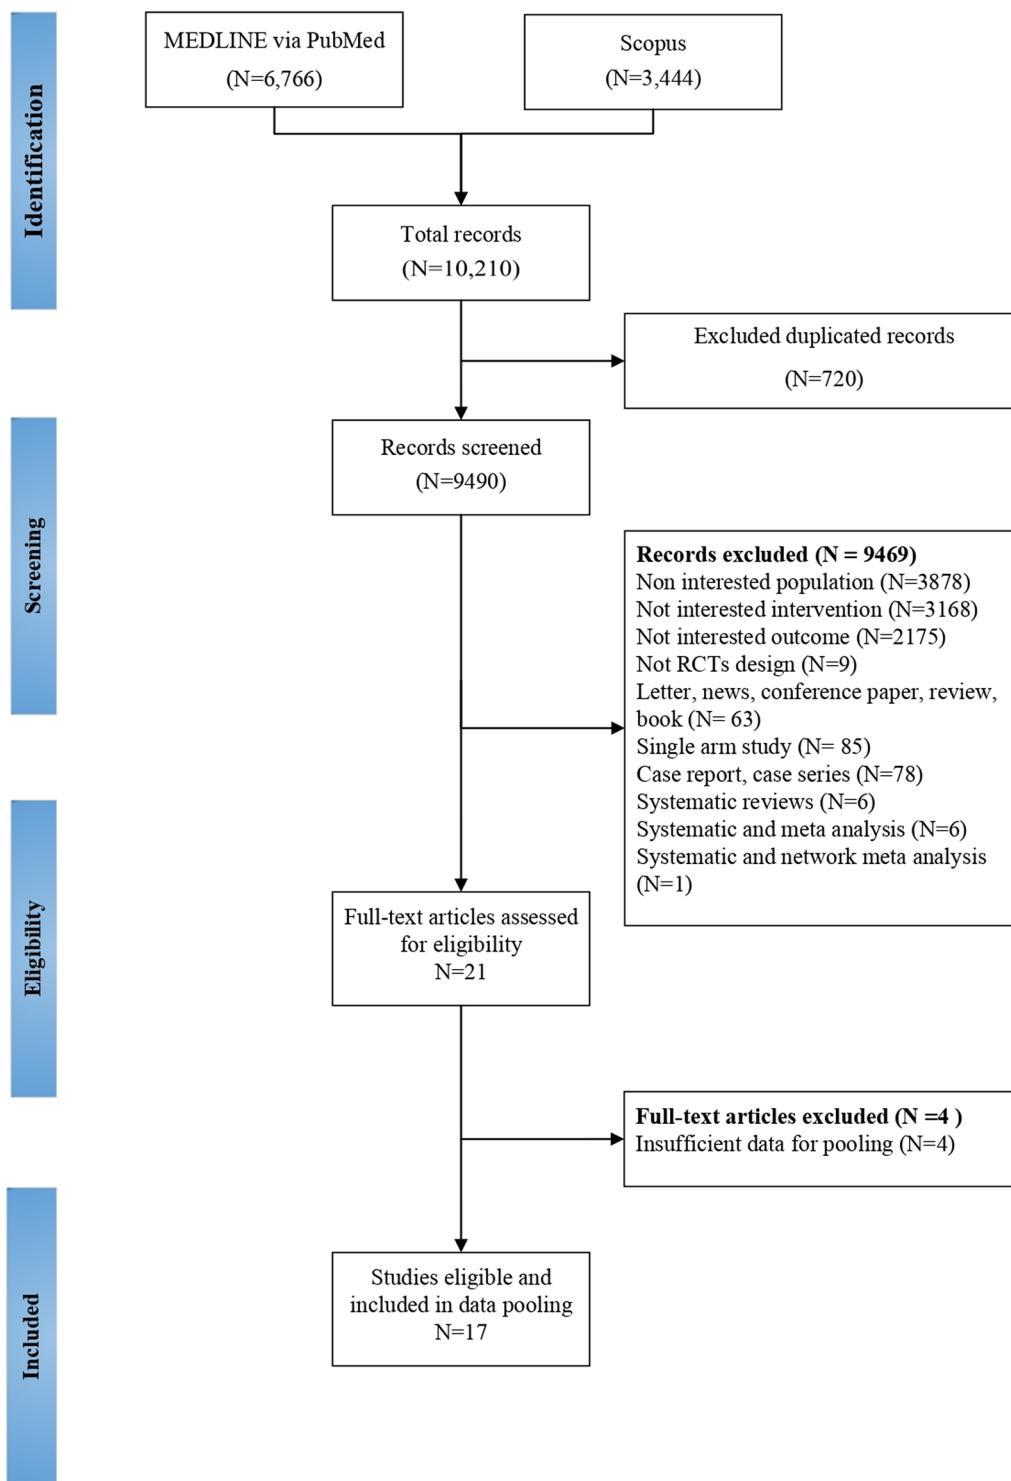 Identification
MEDLINE via PubMed
(N=6,766)
Scopus
(N=3,444)
Total records
(N=10,210)
Excluded duplicated records
(N=720)
Screening
Records screened
(N=9490)
Records excluded (N = 9469)
Non interested population (N=3878)
Not interested intervention (N=3168)
Not interested outcome (N=2175)
Not RCTs design (N=9)
Letter, news, conference paper, review,
book (N= 63)
Single arm study (N= 85)
Case report, case series (N=78)
Systematic reviews (N=6)
Systematic and meta analysis (N=6)
Systematic and network meta analysis
(N=1)
Eligibility
Full-text articles assessed
for eligibility
N=21
Full-text articles excluded (N =4 )
Insufficient data for pooling (N=4)
Included
Studies eligible and
included in data pooling
N=17